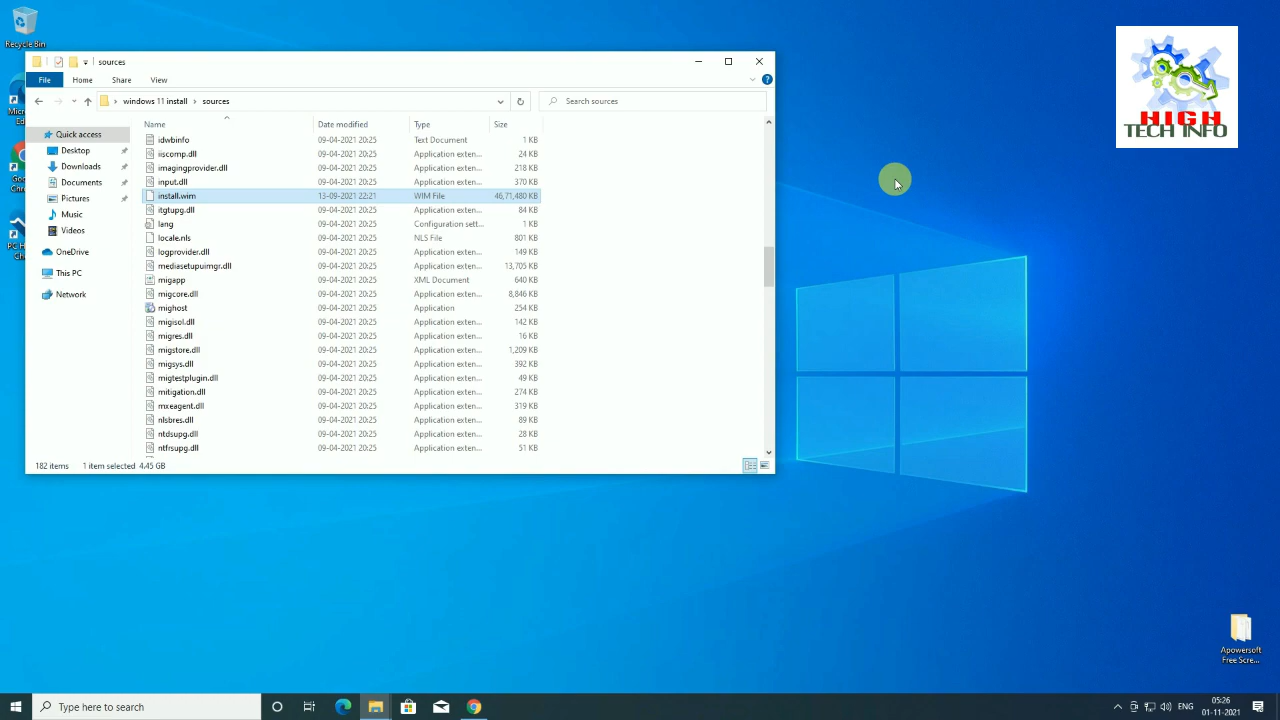 Recycle Bin
sources
File Home Share View
windows 11 install > sources
Search sources
Quick access
Desktop
Downloads
Documents
Pictures
Music
Videos
OneDrive
This PC
Network
Name Date modified Type Size
idwbinfo 09-04-2021 20:25 Text Document 1 KB
iiscomp.dll 09-04-2021 20:25 Application exten... 24 KB
imagingprovider.dll 09-04-2021 20:25 Application exten... 218 KB
input.dll 09-04-2021 20:25 Application exten... 370 KB
install.wim 13-09-2021 22:21 WIM File 46,71,480 KB
itgtupg.dll 09-04-2021 20:25 Application exten... 84 KB
lang 09-04-2021 20:25 Configuration sett... 1 KB
locale.nls 09-04-2021 20:25 NLS File 801 KB
logprovider.dll 09-04-2021 20:25 Application exten... 149 KB
mediasetupuimgr.dll 09-04-2021 20:25 Application exten... 13,705 KB
migapp 09-04-2021 20:25 XML Document 640 KB
migcore.dll 09-04-2021 20:25 Application exten... 8,846 KB
mighost 09-04-2021 20:25 Application 254 KB
migisol.dll 09-04-2021 20:25 Application exten... 142 KB
migres.dll 09-04-2021 20:25 Application exten... 16 KB
migstore.dll 09-04-2021 20:25 Application exten... 1,209 KB
migsys.dll 09-04-2021 20:25 Application exten... 392 KB
migtestplugin.dll 09-04-2021 20:25 Application exten... 49 KB
mitigation.dll 09-04-2021 20:25 Application exten... 274 KB
mxeagent.dll 09-04-2021 20:25 Application exten... 319 KB
nlsbres.dll 09-04-2021 20:25 Application exten... 89 KB
ntdsupg.dll 09-04-2021 20:25 Application exten... 28 KB
ntfrsupg.dll 09-04-2021 20:25 Application exten... 51 KB
182 items 1 item selected 4.45 GB
HIGH
TECH INFO
Apowersoft
Free Scre...
Type here to search
ENG
05:26
01-11-2021